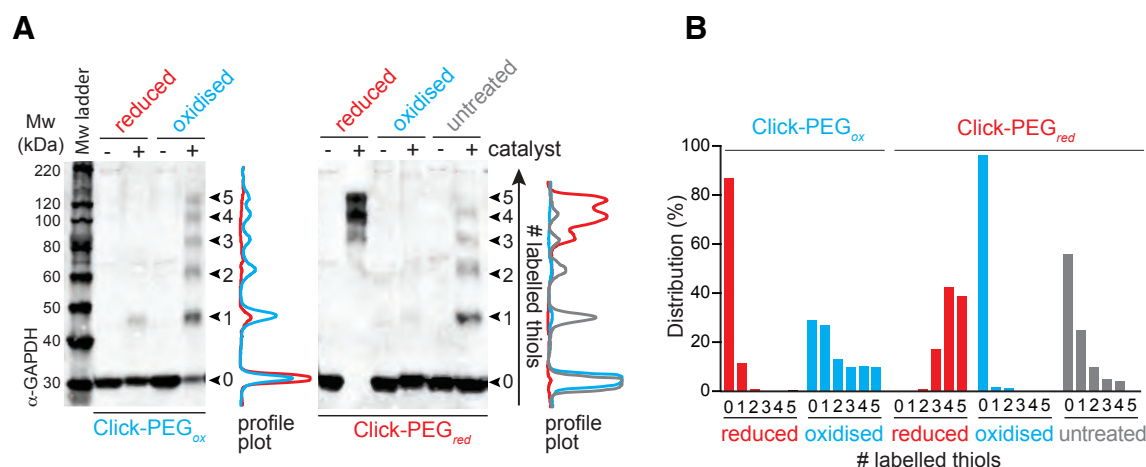 A
Mw ladder
reduced
oxidised
reduced
oxidised
untreated
Mw
(kDa)
- + - +
- + - + - +
catalyst
220
120
100
80
60
50
40
30
5
4
3
2
1
0
5
4
3
2
1
0
# labelled thiols
α-GAPDH
Click-PEGox
profile
plot
Click-PEGred
profile
plot
B
Click-PEGox
Click-PEGred
Distribution (%)
100
80
60
40
20
0
0 1 2 3 4 5 0 1 2 3 4 5 0 1 2 3 4 5 0 1 2 3 4 5 0 1 2 3 4 5
reduced oxidised reduced oxidised untreated
# labelled thiols